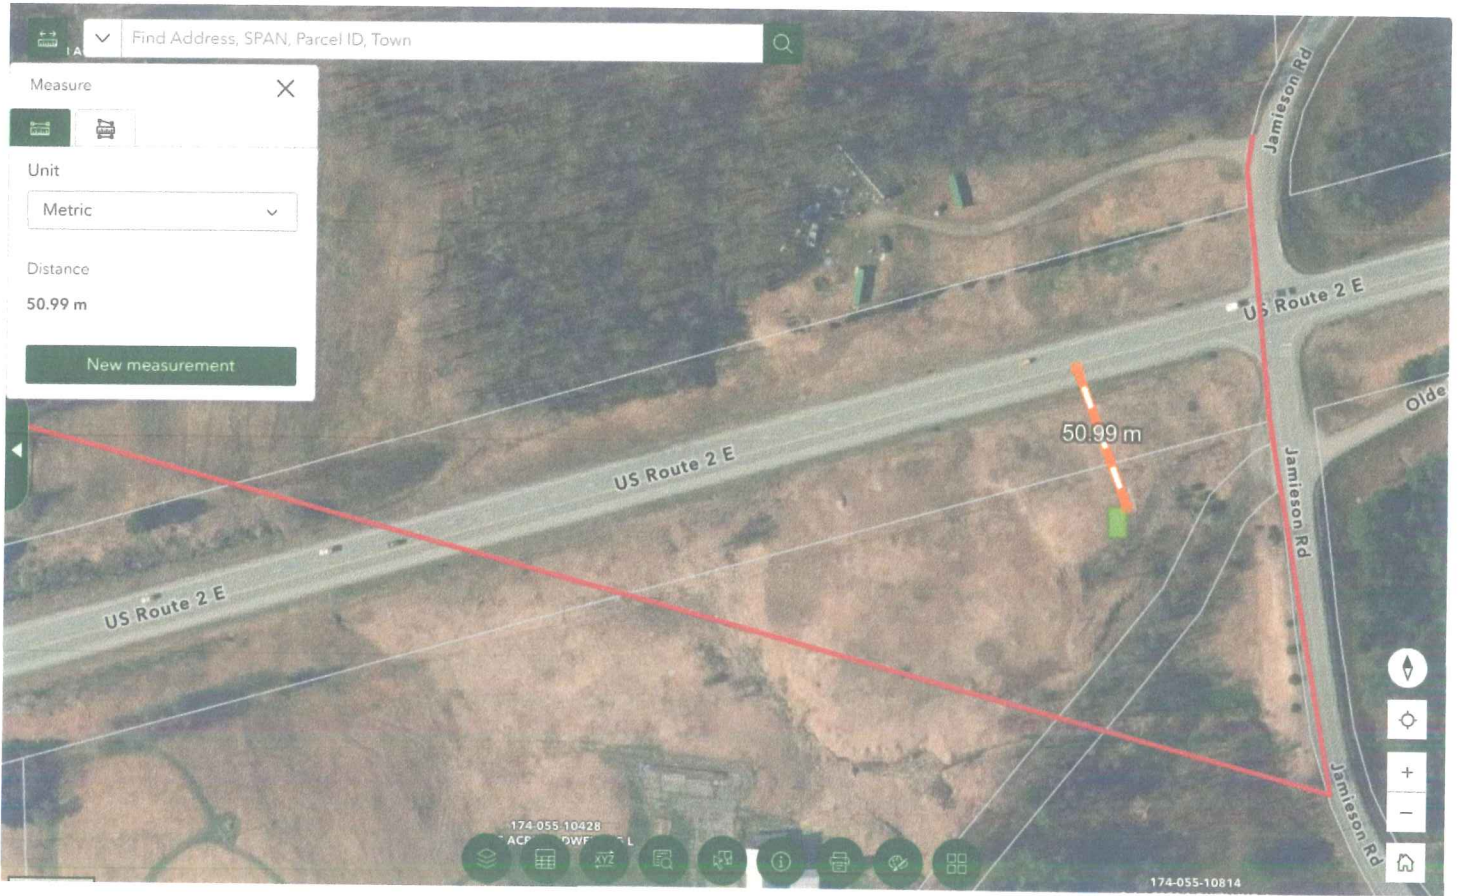 Find Address, SPAN, Parcel ID, Town
Measure
Unit
Metric
Distance
50.99 m
New measurement
Jamieson Rd
US Route 2 E
50.99 m
Olde
US Route 2 E
Jamieson Rd
US Route 2 E
Jamieson Rd
174-055-10428
XYZ
174-055-10814